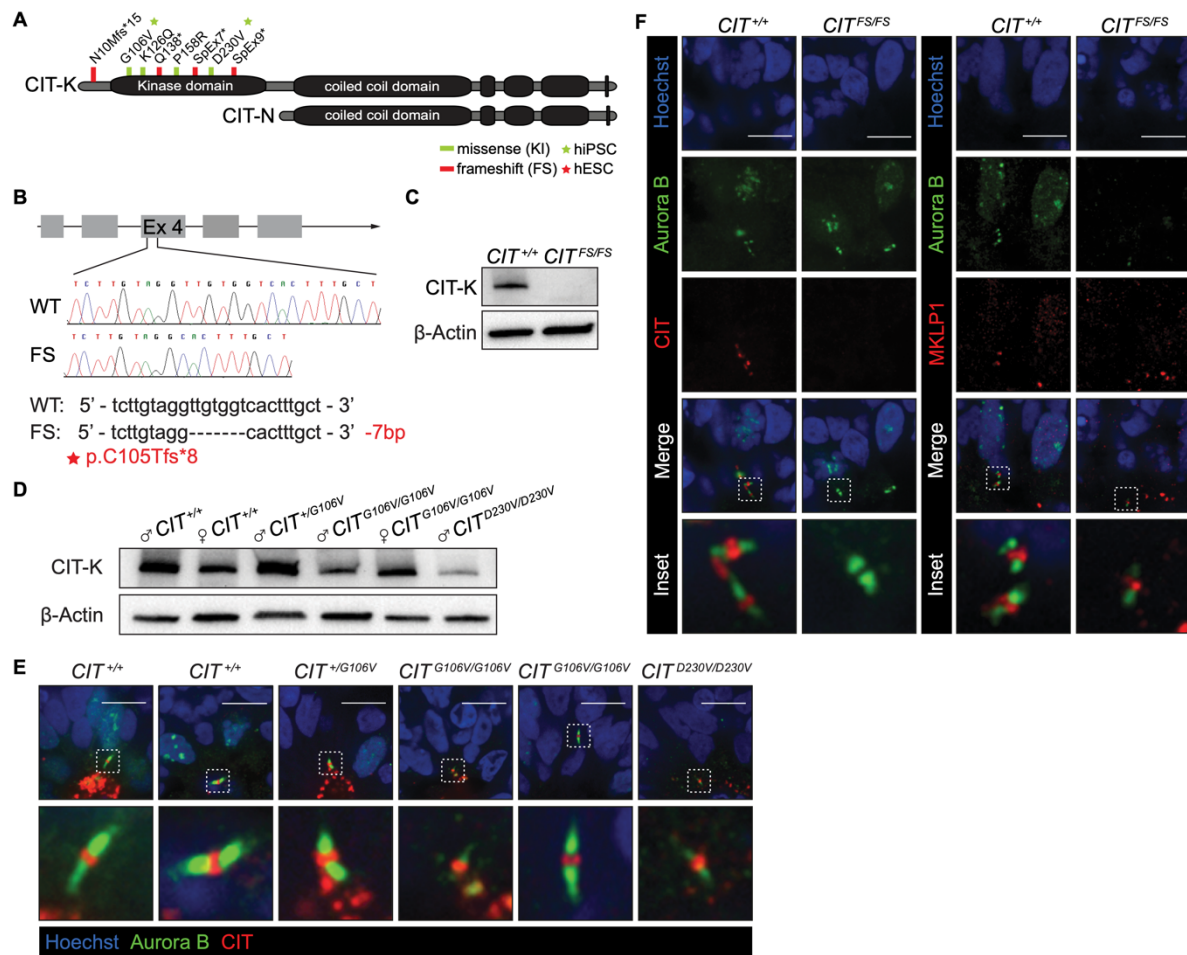 A
N10Mfs*15
G106V
K126Q
Q138*
P158R
SpEx7*
D230V
SpEx9*
CIT-K
Kinase domain
coiled coil domain
CIT-N
coiled coil domain
missense (KI) hiPSC
frameshift (FS) hESC
B
Ex 4
T C T T G T A G G T T G T G G T C A C T T T G C T
WT
T C T T G T A G G C A C T T T G C T
FS
WT: 5’ - tcttgtaggttgtggtcactttgct - 3’
FS: 5’ - tcttgtagg-------cactttgct - 3’ -7bp
★ p.C105Tfs*8
C
CIT+/+ CITFS/FS
CIT-K
β-Actin
D
♂ CIT+/+
♀ CIT+/+
♂ CIT+/G106V
♂ CITG106V/G106V
♀ CITG106V/G106V
♂ CITD230V/D230V
CIT-K
β-Actin
E
CIT+/+ CIT+/+ CIT+/G106V CITG106V/G106V CITG106V/G106V CITD230V/D230V
Hoechst Aurora B CIT
F
CIT+/+ CITFS/FS CIT+/+ CITFS/FS
Hoechst
Aurora B
CIT
Merge
Inset
Hoechst
Aurora B
MKLP1
Merge
Inset